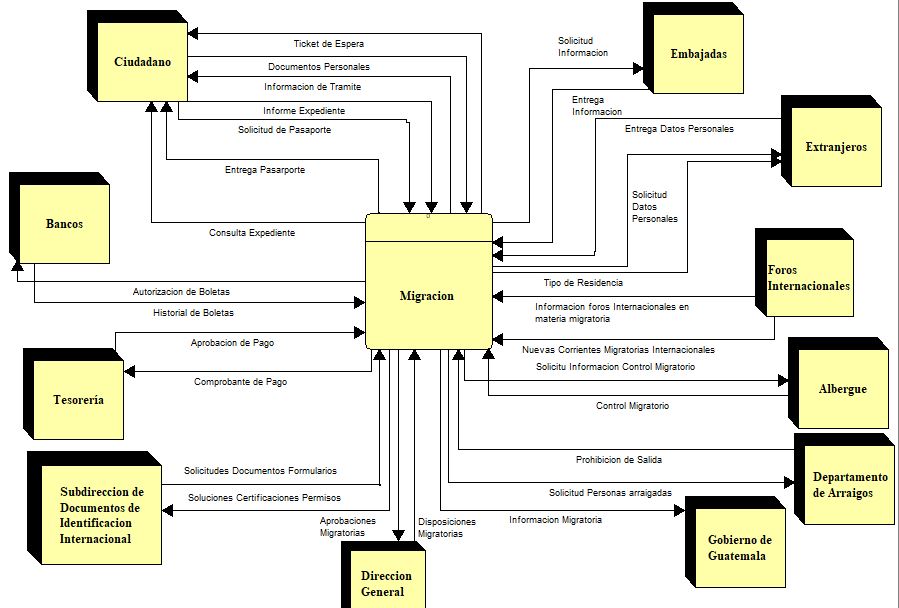 Ciudadano
Ticket de Espera
Documentos Personales
Informacion de Tramite
Informe Expediente
Solicitud de Pasaporte
Entrega Pasarporte
Consulta Expediente
Solicitud
Informacion
Embajadas
Entrega
Informacion
Entrega Datos Personales
Extranjeros
Solicitud
Datos
Personales
Tipo de Residencia
Bancos
Autorizacion de Boletas
Historial de Boletas
Migracion
Foros
Internacionales
Informacion foros Internacionales en
materia migratoria
Nuevas Corrientes Migratorias Internacionales
Aprobacion de Pago
Comprobante de Pago
Tesorería
Solicitu Informacion Control Migratorio
Control Migratorio
Albergue
Prohibicion de Salida
Solicitud Personas arraigadas
Departamento
de Arraigos
Solicitudes Documentos Formularios
Soluciones Certificaciones Permisos
Subdireccion de
Documentos de
Identificacion
Internacional
Aprobaciones
Migratorias
Disposiciones
Migratorias
Informacion Migratoria
Gobierno de
Guatemala
Direccion
General